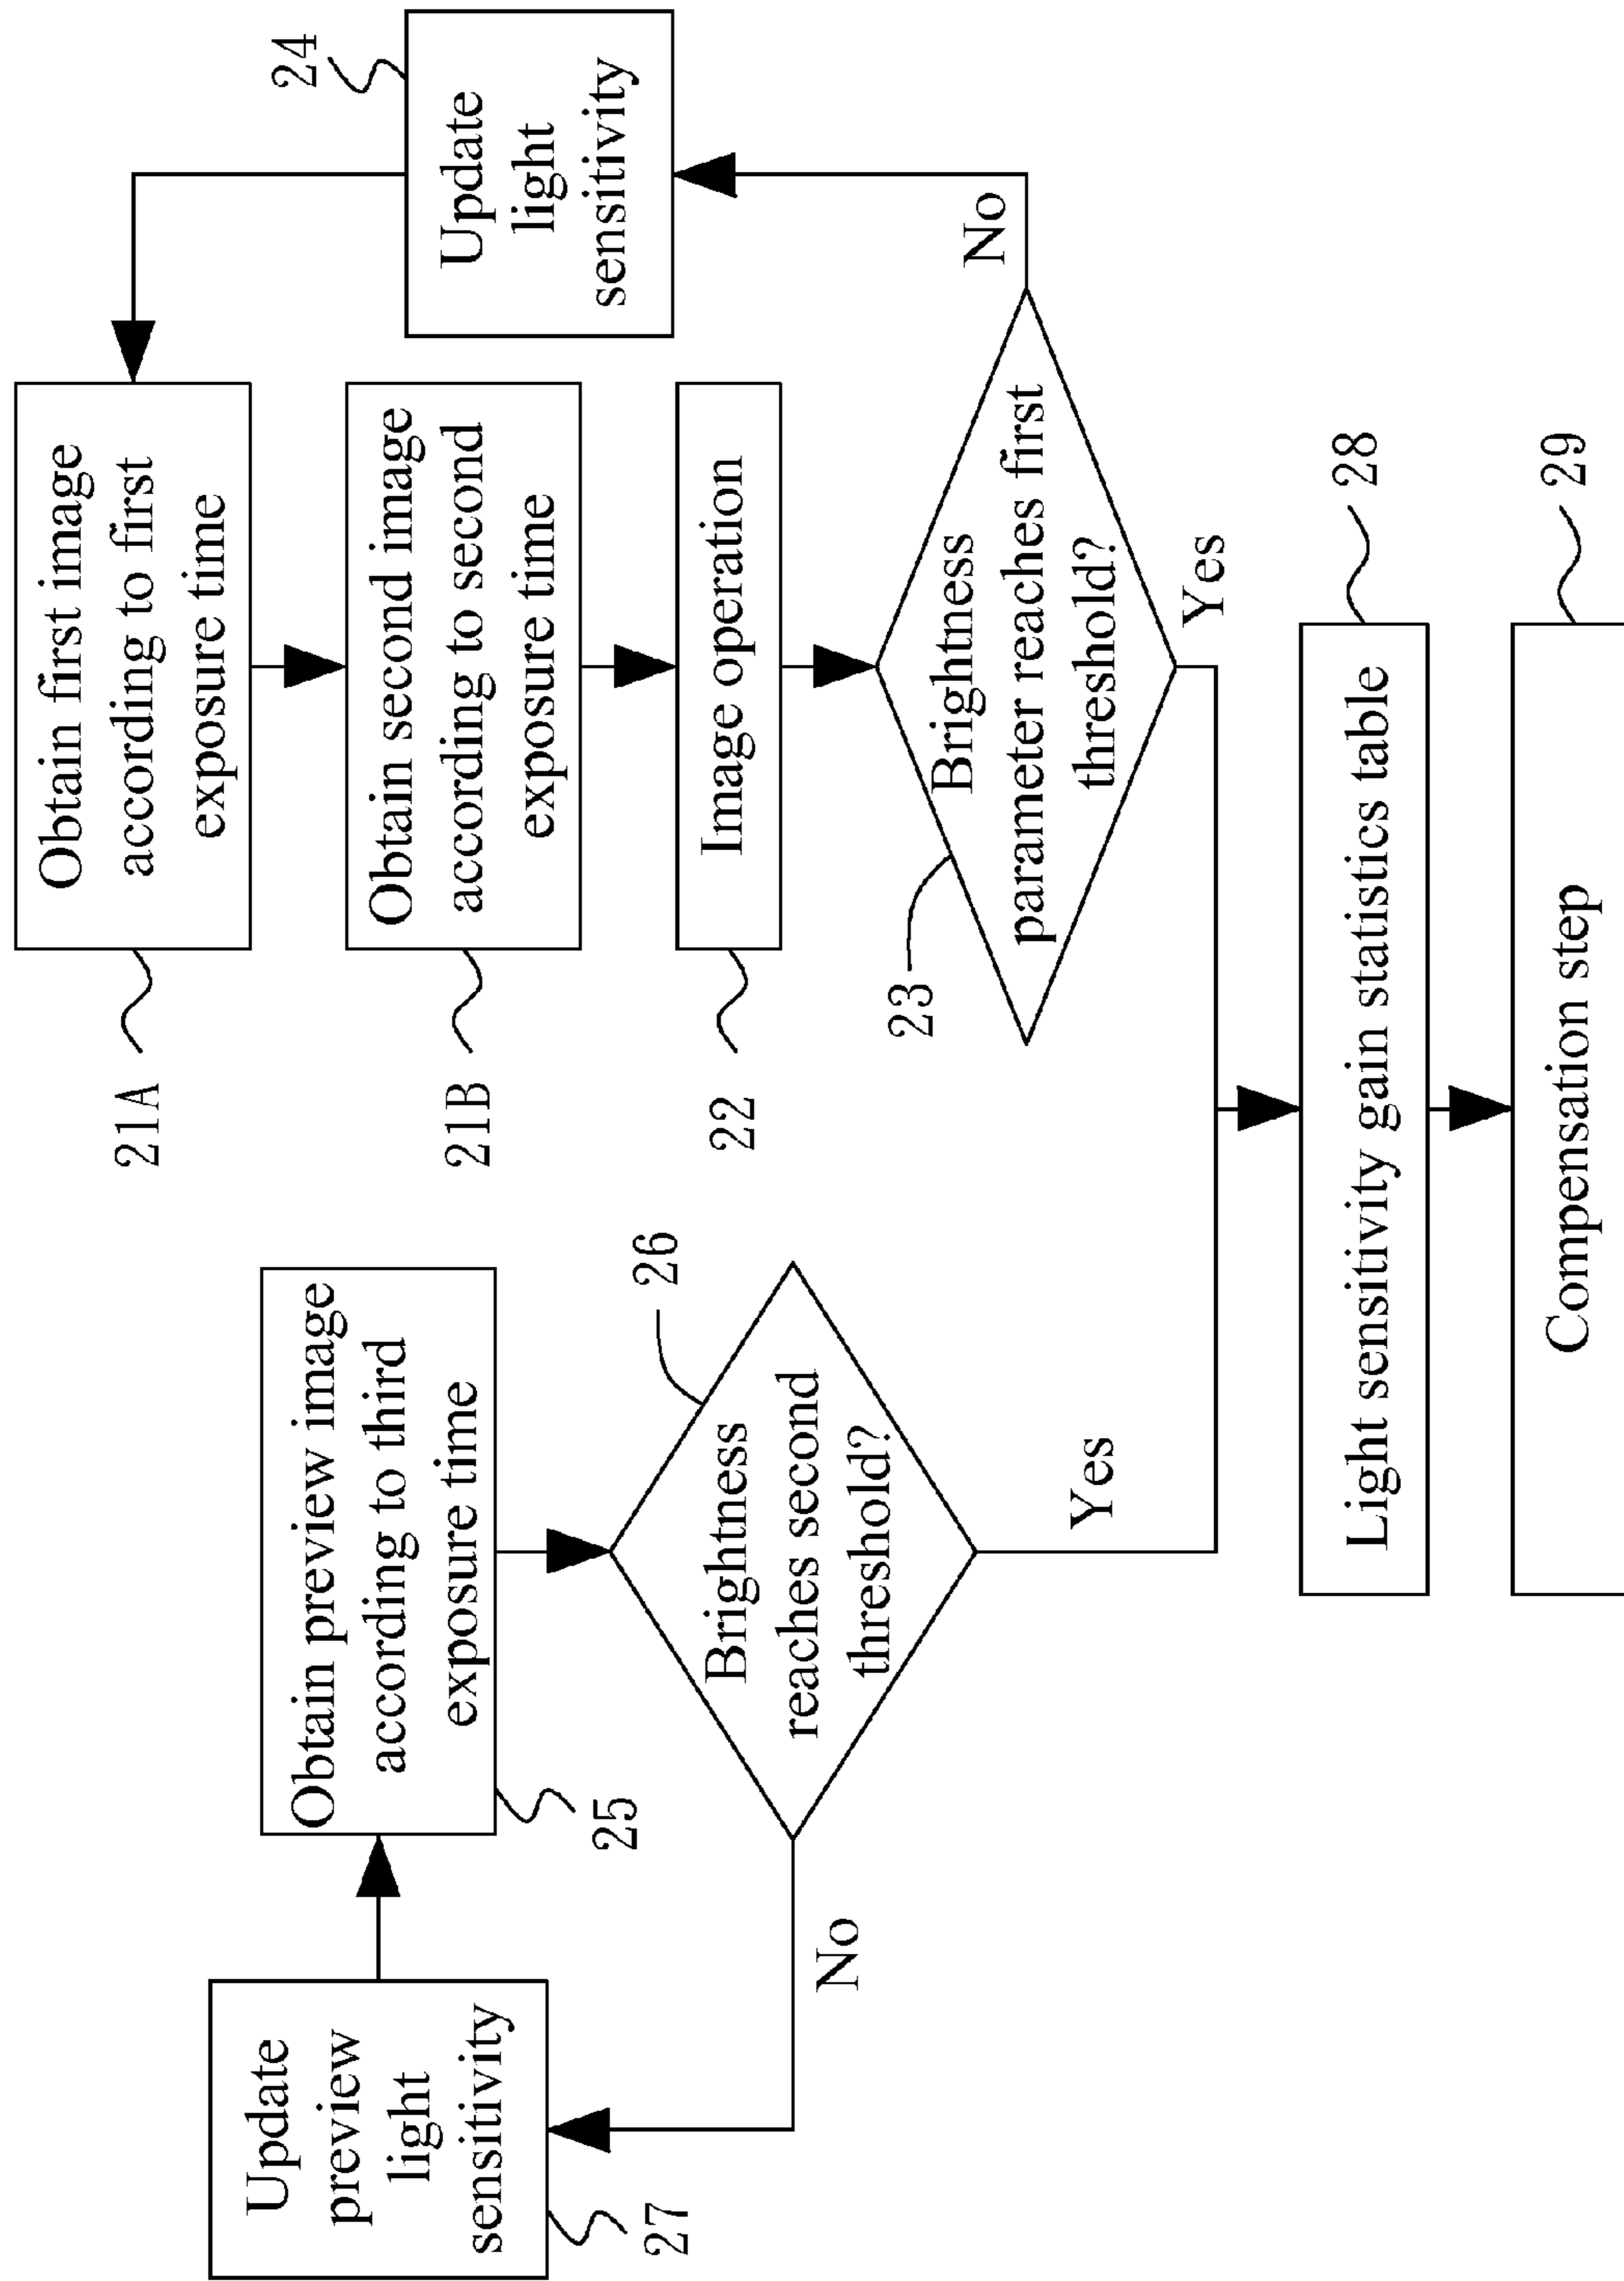 Update
preview
light
sensitivity
27
Obtain preview image
according to third
exposure time
25
Brightness
reaches second
threshold?
26
No
Yes
Obtain first image
according to first
exposure time
21A
Obtain second image
according to second
exposure time
21B
Image operation
22
Brightness
parameter reaches first
threshold?
23
No
Yes
Update
light
sensitivity
24
Light sensitivity gain statistics table
28
Compensation step
29